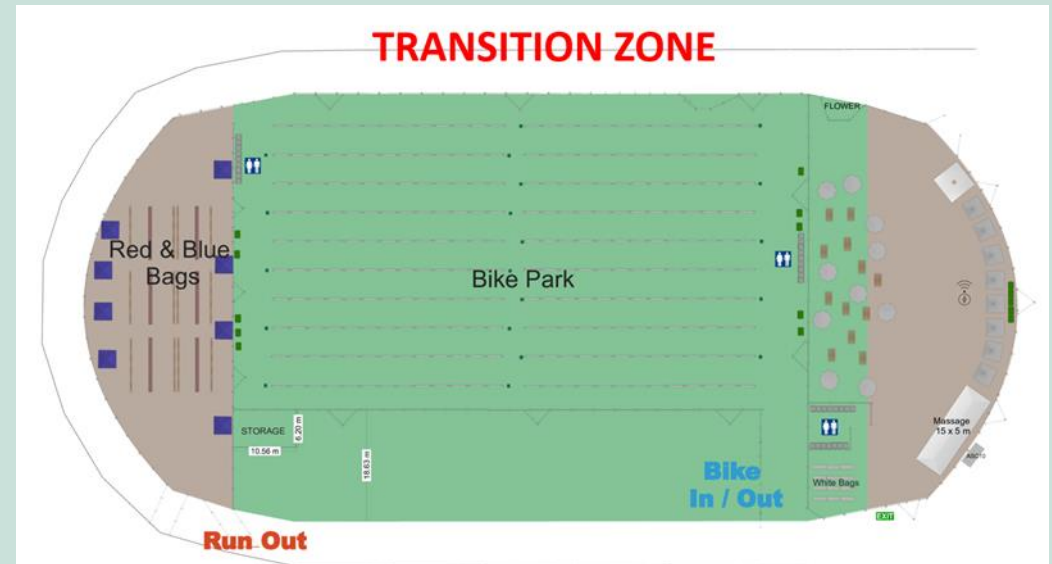 TRANSITION ZONE
FLOWER
Red & Blue
Bags
Bike Park
STORAGE
6.20 m
10.56 m
18.63 m
Massage
15 x 5 m
Bike
In / Out
White Bags
EXIT
Run Out